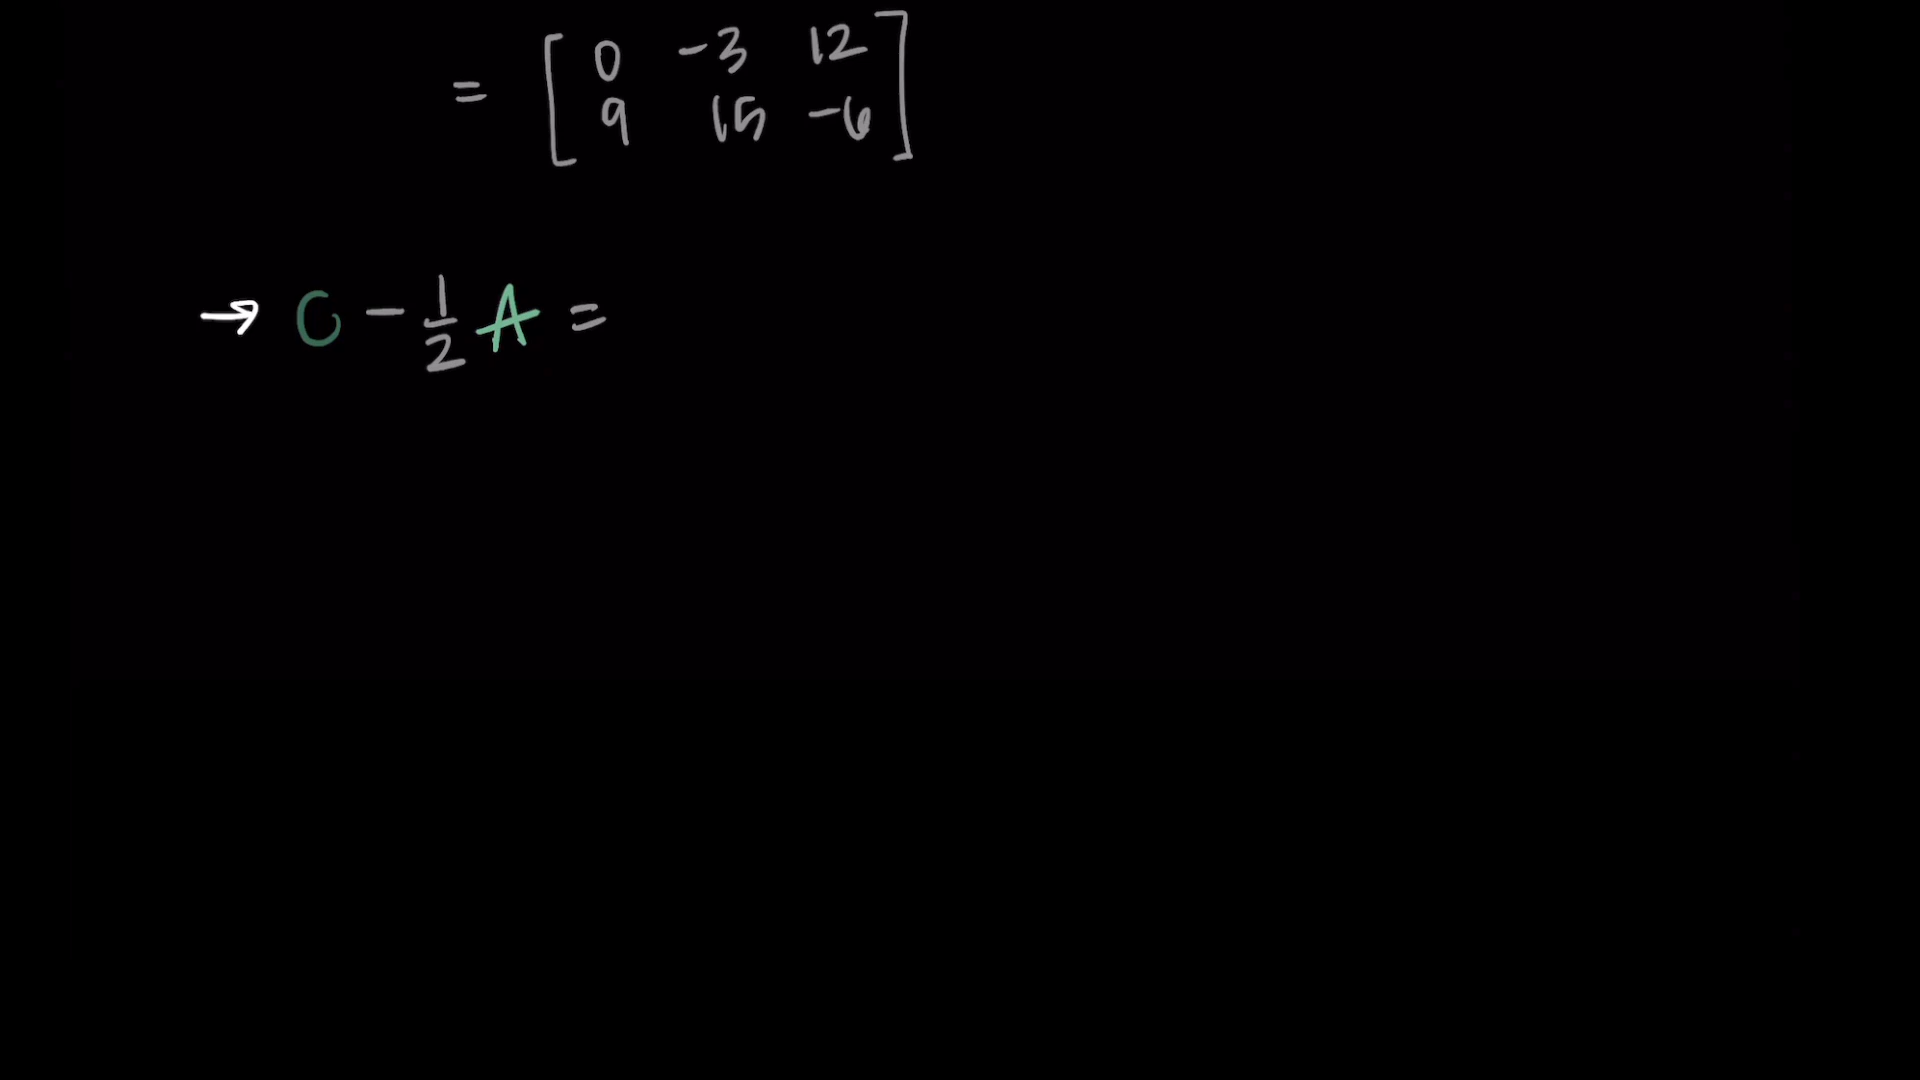 = [ 0 -3 12
9 15 -6 ]
→ C - 1/2 A =